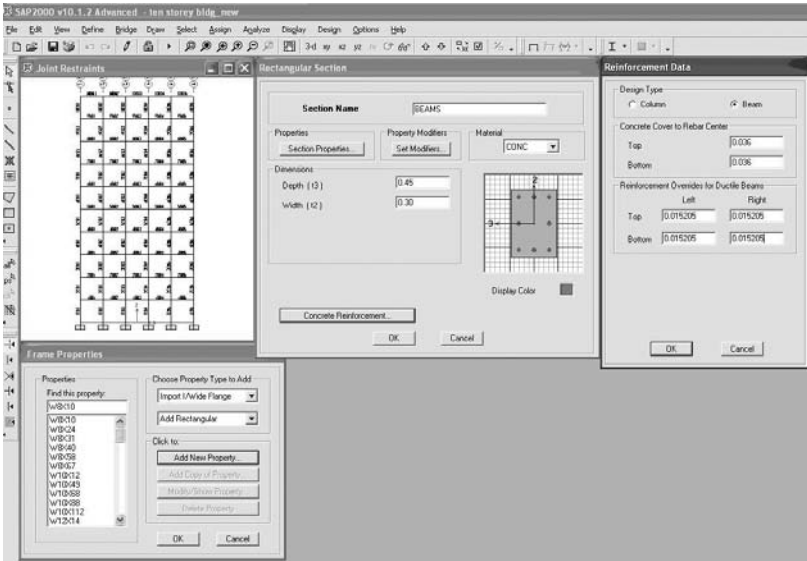 SAP2000 v10.1.2 Advanced - ten storey bldg_new
File Edit View Define Bridge Draw Select Assign Analyze Display Design Options Help
3-d xy xz yz
Joint Restraints
Rectangular Section
Section Name BEAMS
Properties
Section Properties...
Property Modifiers
Set Modifiers...
Material
CONC
Dimensions
Depth ( t3 ) 0.45
Width ( t2 ) 0.30
2
3
Display Color
Concrete Reinforcement...
OK Cancel
Reinforcement Data
Design Type
Column Beam
Concrete Cover to Rebar Center
Top 0.036
Bottom 0.036
Reinforcement Overrides for Ductile Beams
Left Right
Top 0.015205 0.015205
Bottom 0.015205 0.015205
OK Cancel
Frame Properties
Properties
Find this property:
W8X10
W8X10
W8X24
W8X31
W8X40
W8X58
W8X67
W10X12
W10X49
W10X68
W10X88
W10X112
W12X14
Choose Property Type to Add
Import I/Wide Flange
Add Rectangular
Click to:
Add New Property...
Add Copy of Property...
Modify/Show Property...
Delete Property
OK Cancel